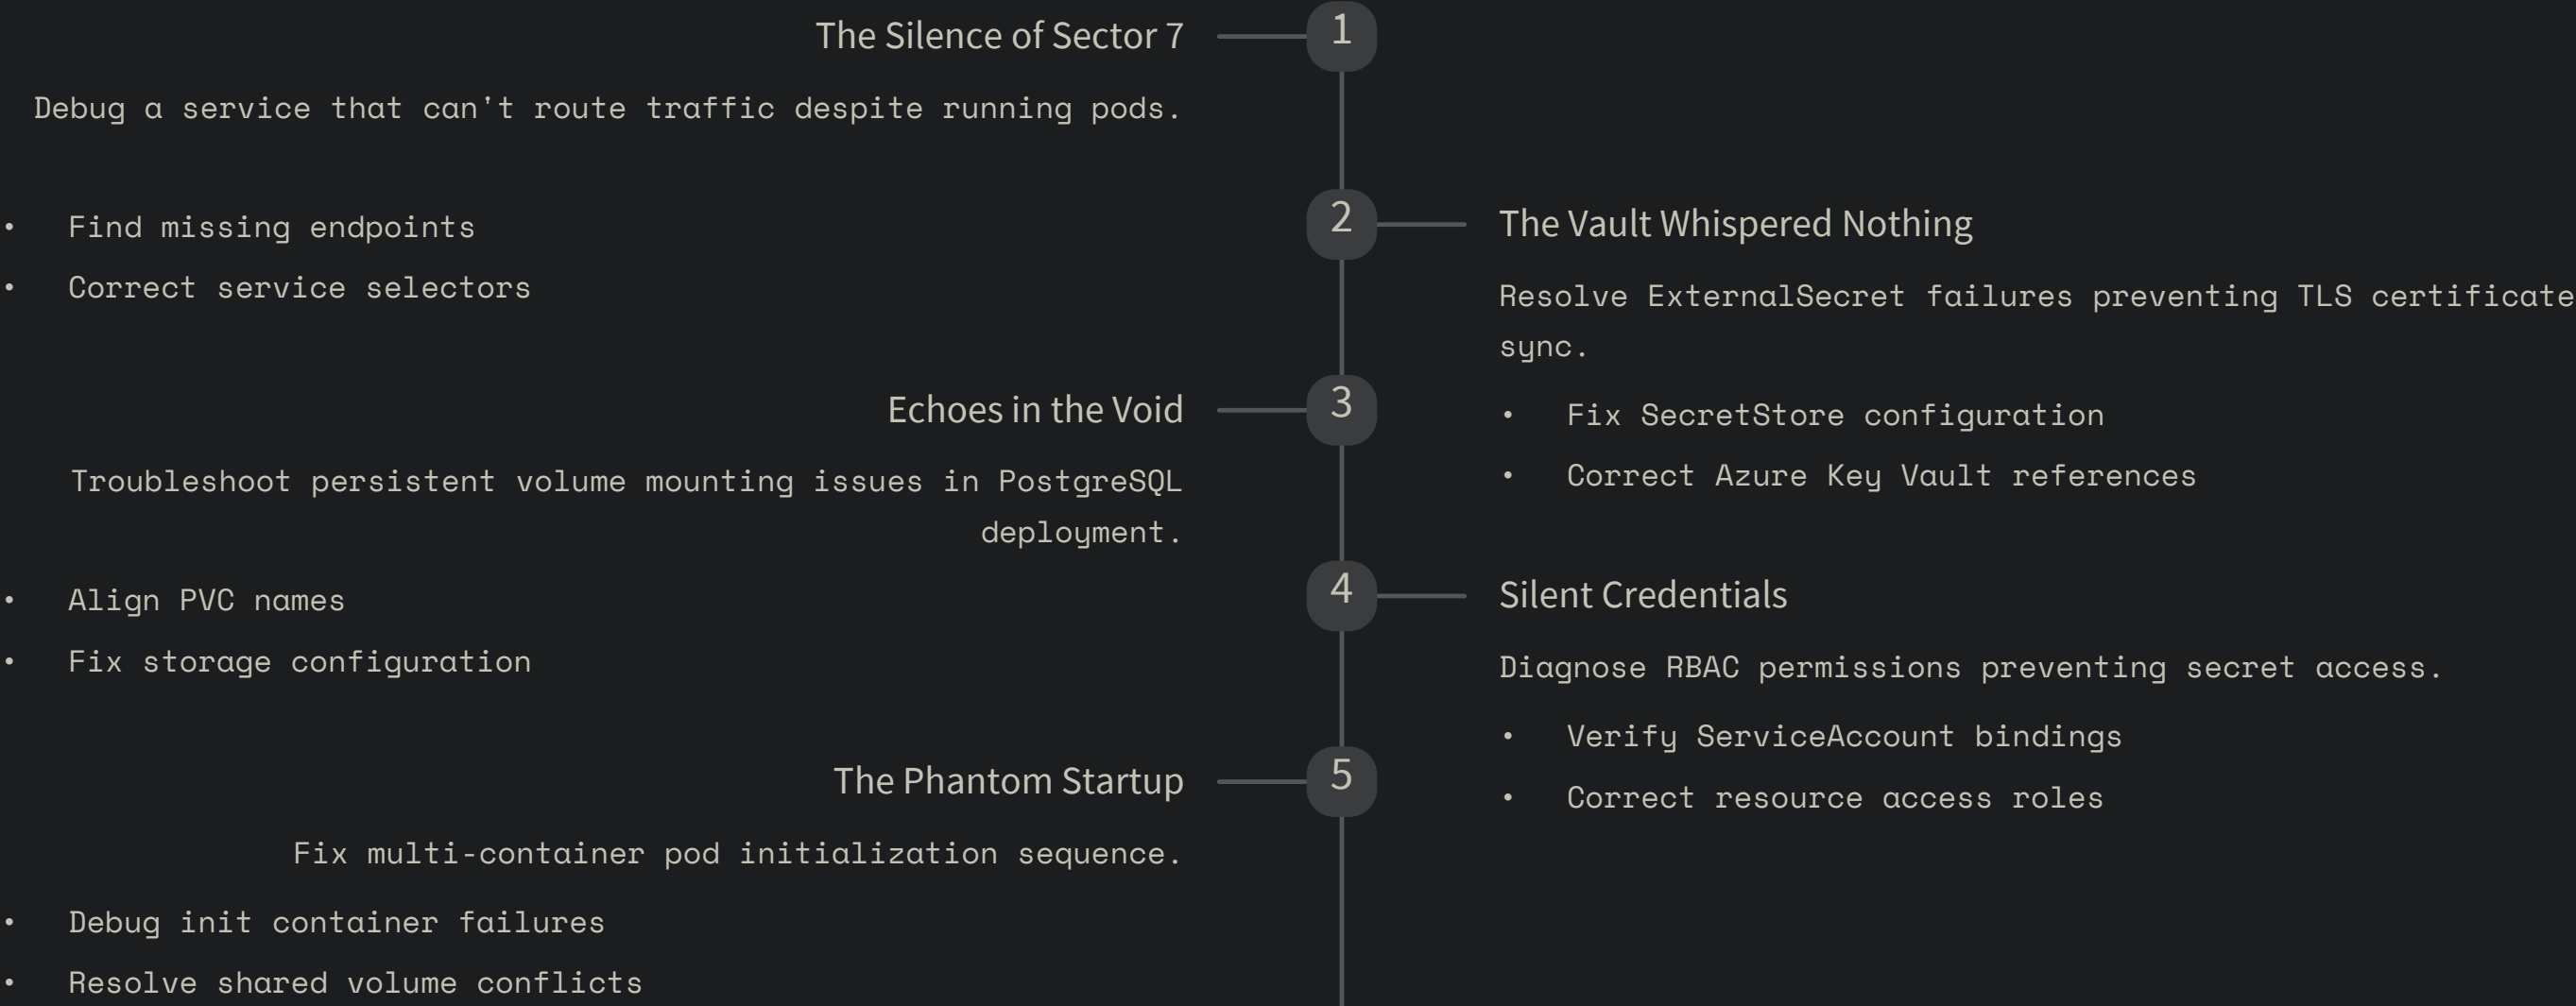 The Silence of Sector 7
1
Debug a service that can't route traffic despite running pods.
• Find missing endpoints
• Correct service selectors
2
The Vault Whispered Nothing
Resolve ExternalSecret failures preventing TLS certificate
sync.
• Fix SecretStore configuration
• Correct Azure Key Vault references
Echoes in the Void
3
Troubleshoot persistent volume mounting issues in PostgreSQL
deployment.
• Align PVC names
• Fix storage configuration
4
Silent Credentials
Diagnose RBAC permissions preventing secret access.
• Verify ServiceAccount bindings
• Correct resource access roles
The Phantom Startup
5
Fix multi-container pod initialization sequence.
• Debug init container failures
• Resolve shared volume conflicts